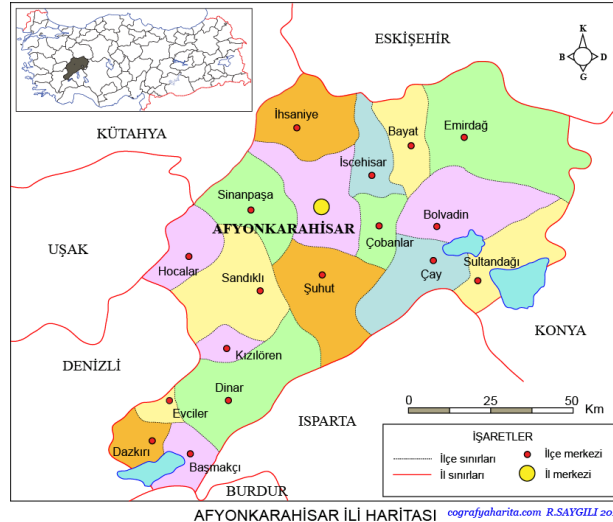 ESKİŞEHİR
K
B
D
G
KÜTAHYA
İhsaniye
Bayat
Emirdağ
İscehisar
Sinanpaşa
AFYONKARAHİSAR
Bolvadin
Çobanlar
UŞAK
Hocalar
Sandıklı
Şuhut
Çay
Sultandağı
KONYA
DENİZLİ
Kızılören
Dinar
Evciler
ISPARTA
Dazkırı
Başmakçı
BURDUR
0 25 50
Km
İŞARETLER
İlçe sınırları
İlçe merkezi
İl sınırları
İl merkezi
AFYONKARAHİSAR İLİ HARİTASI
cografyaharita.com R.SAYGILI